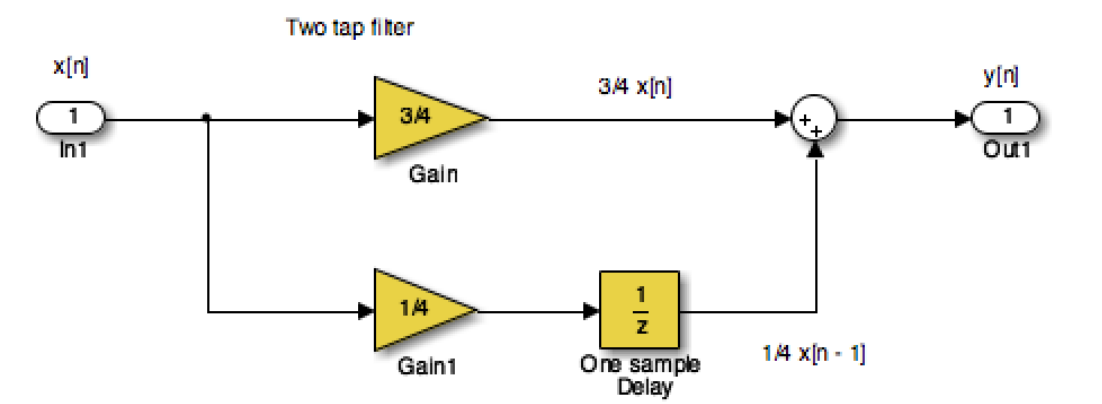 Two tap filter
x[n]
1
In1
3/4
Gain
3/4 x[n]
+
+
y[n]
1
Out1
1/4
Gain1
1
z
One sample
Delay
1/4 x[n - 1]